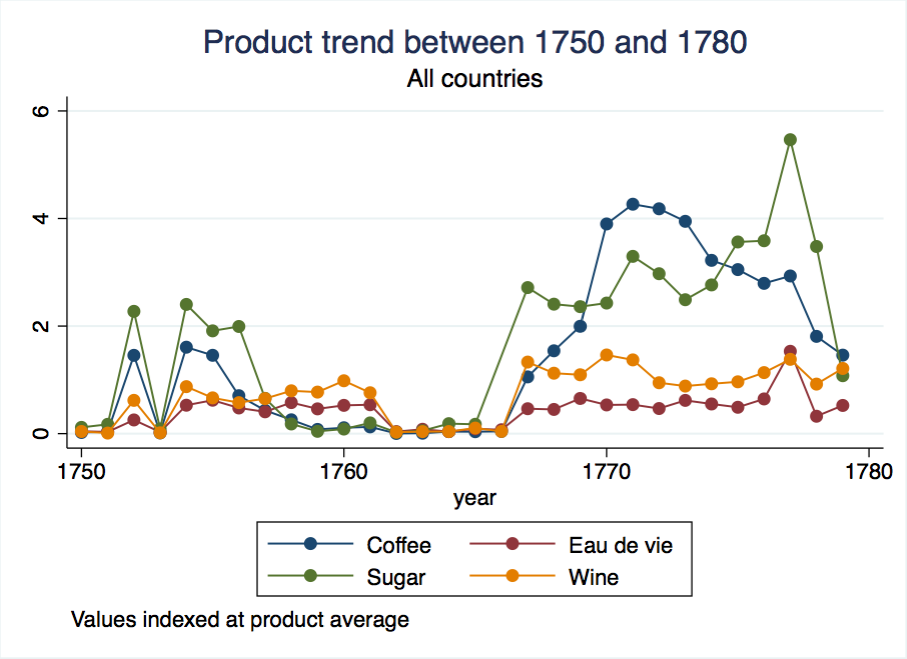 Product trend between 1750 and 1780
All countries
6
4
2
0
1750 1760 1770 1780
year
Coffee Eau de vie
Sugar Wine
Values indexed at product average